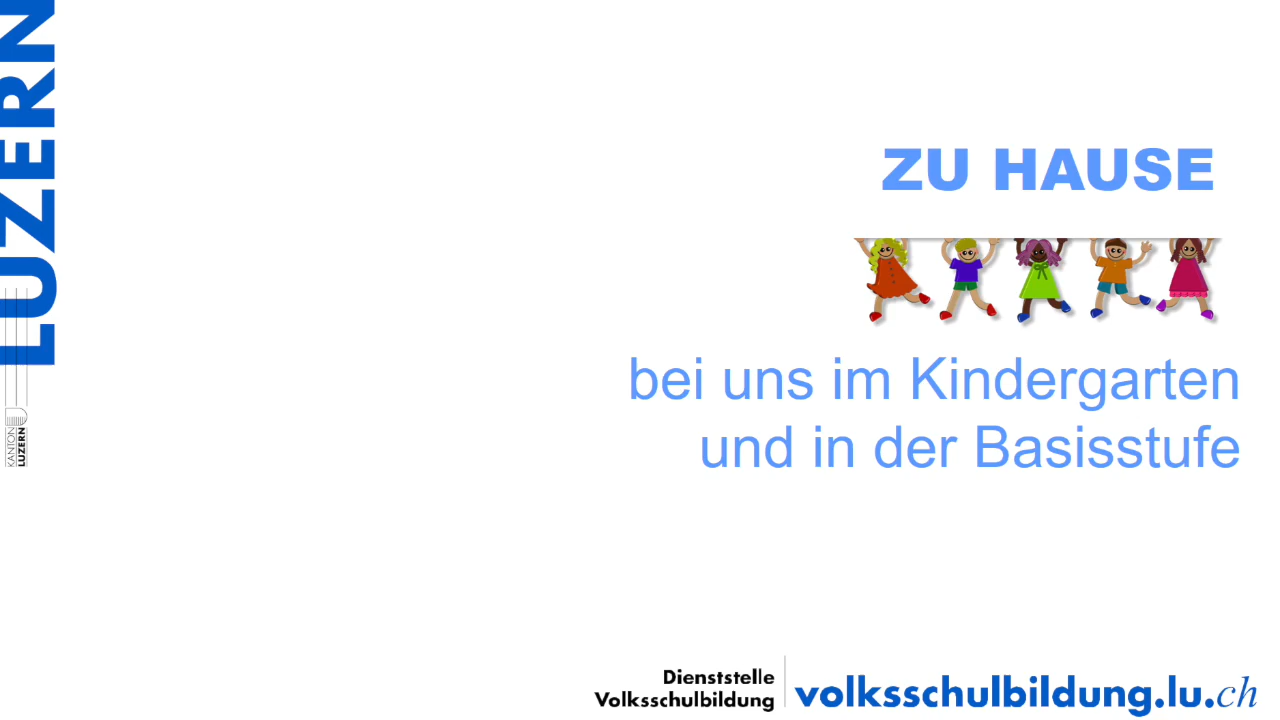 LUZERN
KANTON
LUZERN
ZU HAUSE
bei uns im Kindergarten
und in der Basisstufe
Dienststelle
Volksschulbildung
volksschulbildung.lu.ch